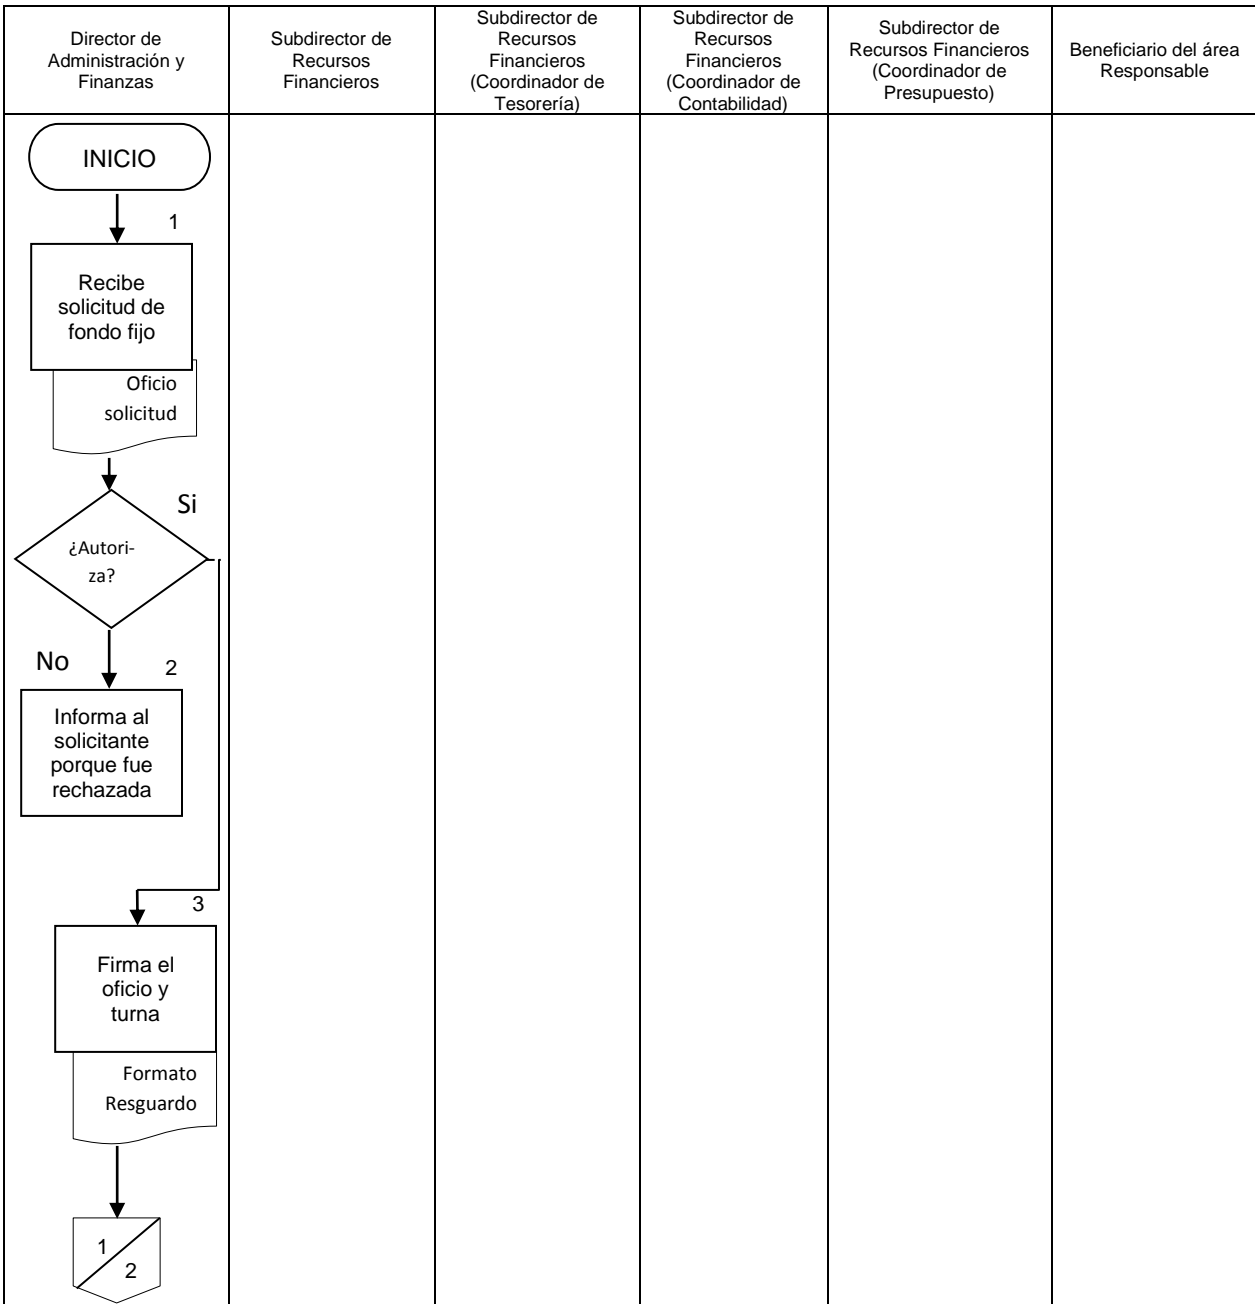 Director de
Administración y
Finanzas
Subdirector de
Recursos
Financieros
Subdirector de
Recursos
Financieros
(Coordinador de
Tesorería)
Subdirector de
Recursos
Financieros
(Coordinador de
Contabilidad)
Subdirector de
Recursos Financieros
(Coordinador de
Presupuesto)
Beneficiario del área
Responsable
INICIO
1
Recibe
solicitud de
fondo fijo
Oficio
solicitud
Si
¿Autori-
za?
No
2
Informa al
solicitante
porque fue
rechazada
3
Firma el
oficio y
turna
Formato
Resguardo
1
2